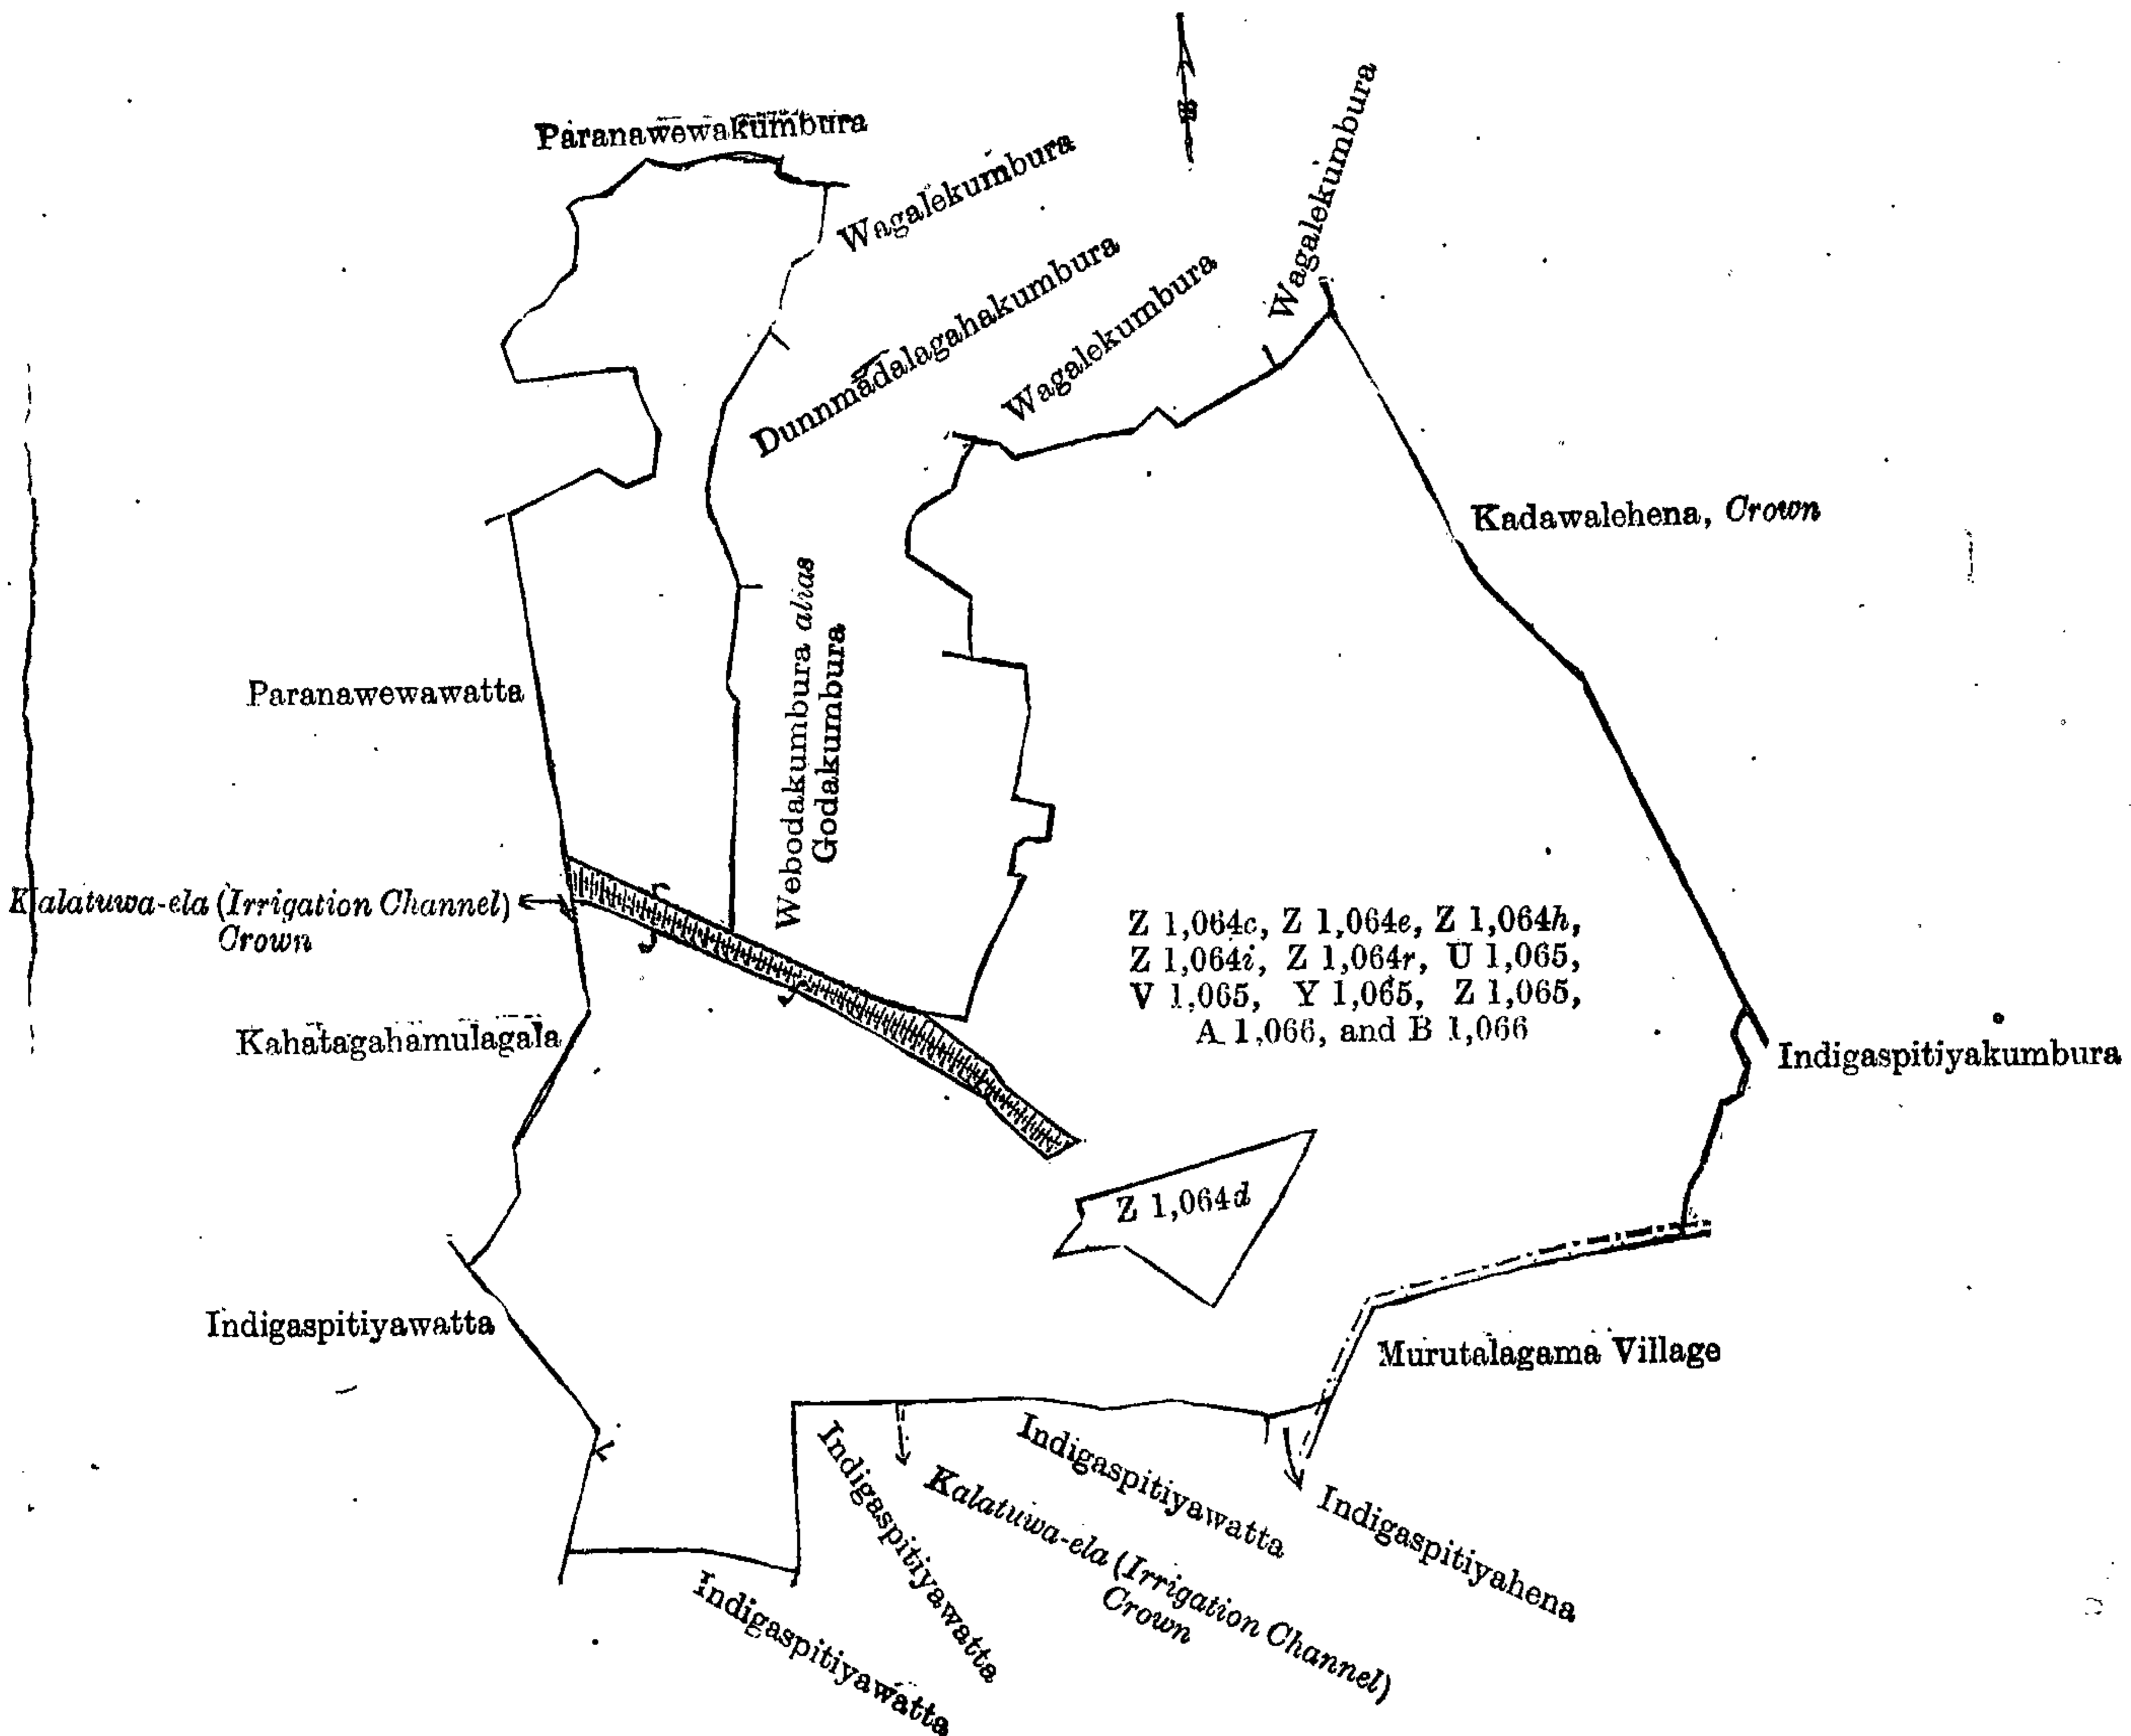 Paranawewakumbura
Wagalekumbura
Wagalekumbura
Dunnmadalagahakumbura
Wagalekumbura
Kadawalehena, Crown
Webodakumbura alias
Godakumbura
Paranawewawatta
Kalatuwa-ela (Irrigation Channel)
Crown
Z 1,064c, Z 1,064e, Z 1,064h,
Z 1,064i, Z 1,064r, U 1,065,
V 1,065, Y 1,065, Z 1,065,
A 1,066, and B 1,066
Kahatagahamulagala
Indigaspitiyakumbura
Z 1,064d
Indigaspitiyawatta
Murutalagama Village
Indigaspitiyawatta
Indigaspitiyawatta
Kalatuwa-ela (Irrigation Channel)
Crown
Indigaspitiyawatta
Indigaspitiyahena